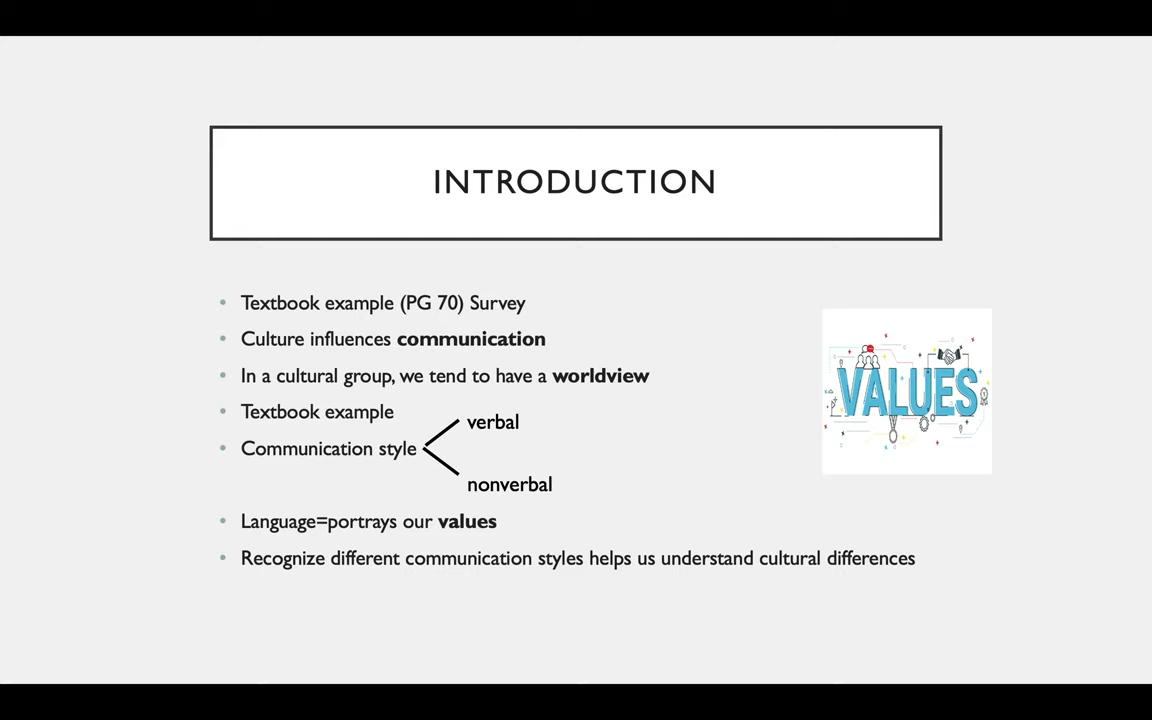 INTRODUCTION
Textbook example (PG 70) Survey
Culture influences communication
In a cultural group, we tend to have a worldview
Textbook example
verbal
Communication style
nonverbal
Language=portrays our values
Recognize different communication styles helps us understand cultural differences
VALUES